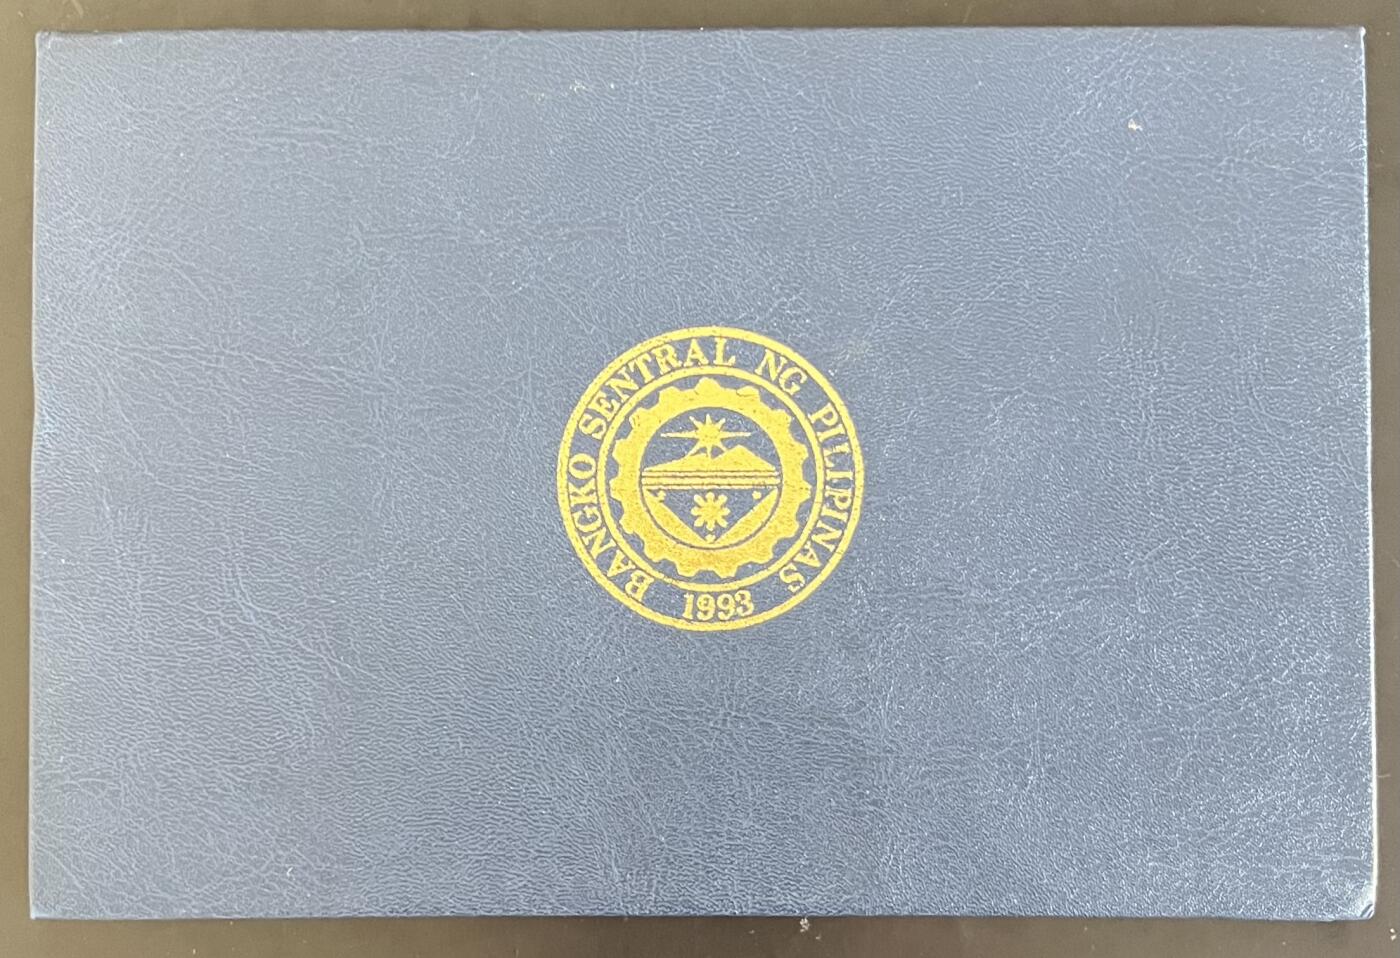 BANGKO SENTRAL NG PILIPINAS
1993